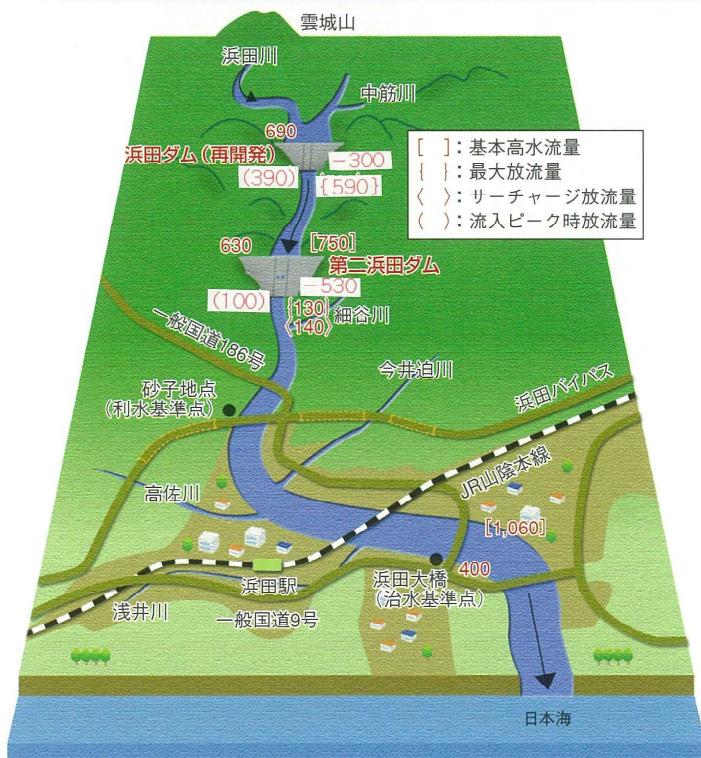 雲城山
浜田川
中筋川
690
浜田ダム(再開発)
-300
(390)
{590}
[ ]:基本高水流量
{ }:最大放流量
〈 〉:サーチャージ放流量
( ):流入ピーク時放流量
630
[750]
第二浜田ダム
-530
(100)
{130}
〈140〉
細谷川
一般国道186号
今井迫川
浜田バイパス
砂子地点
(利水基準点)
JR山陰本線
高佐川
[1,060]
400
浜田駅
浜田大橋
(治水基準点)
浅井川
一般国道9号
日本海